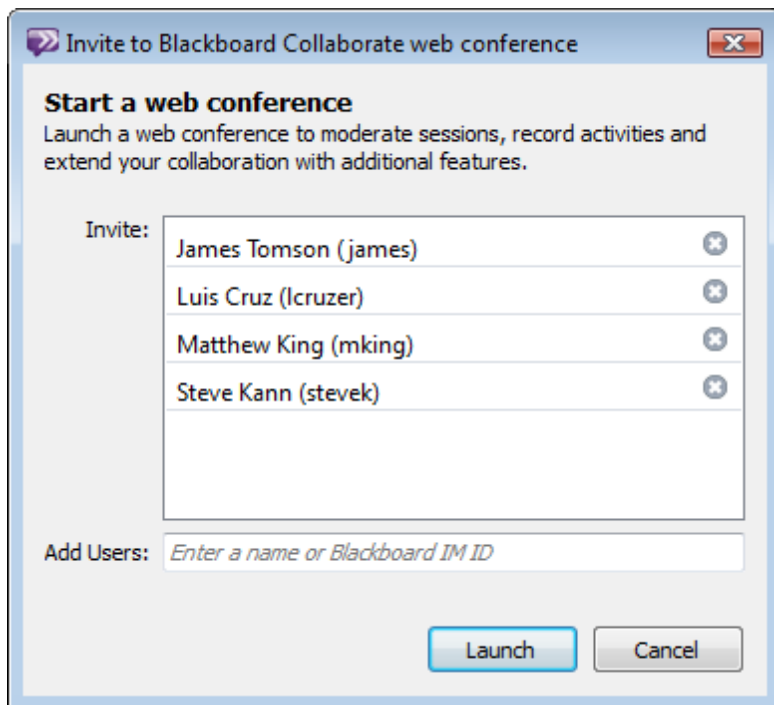 Invite to Blackboard Collaborate web conference
Start a web conference
Launch a web conference to moderate sessions, record activities and
extend your collaboration with additional features.
Invite:
James Tomson (james)
Luis Cruz (lcruzer)
Matthew King (mking)
Steve Kann (stevek)
Add Users: Enter a name or Blackboard IM ID
Launch Cancel